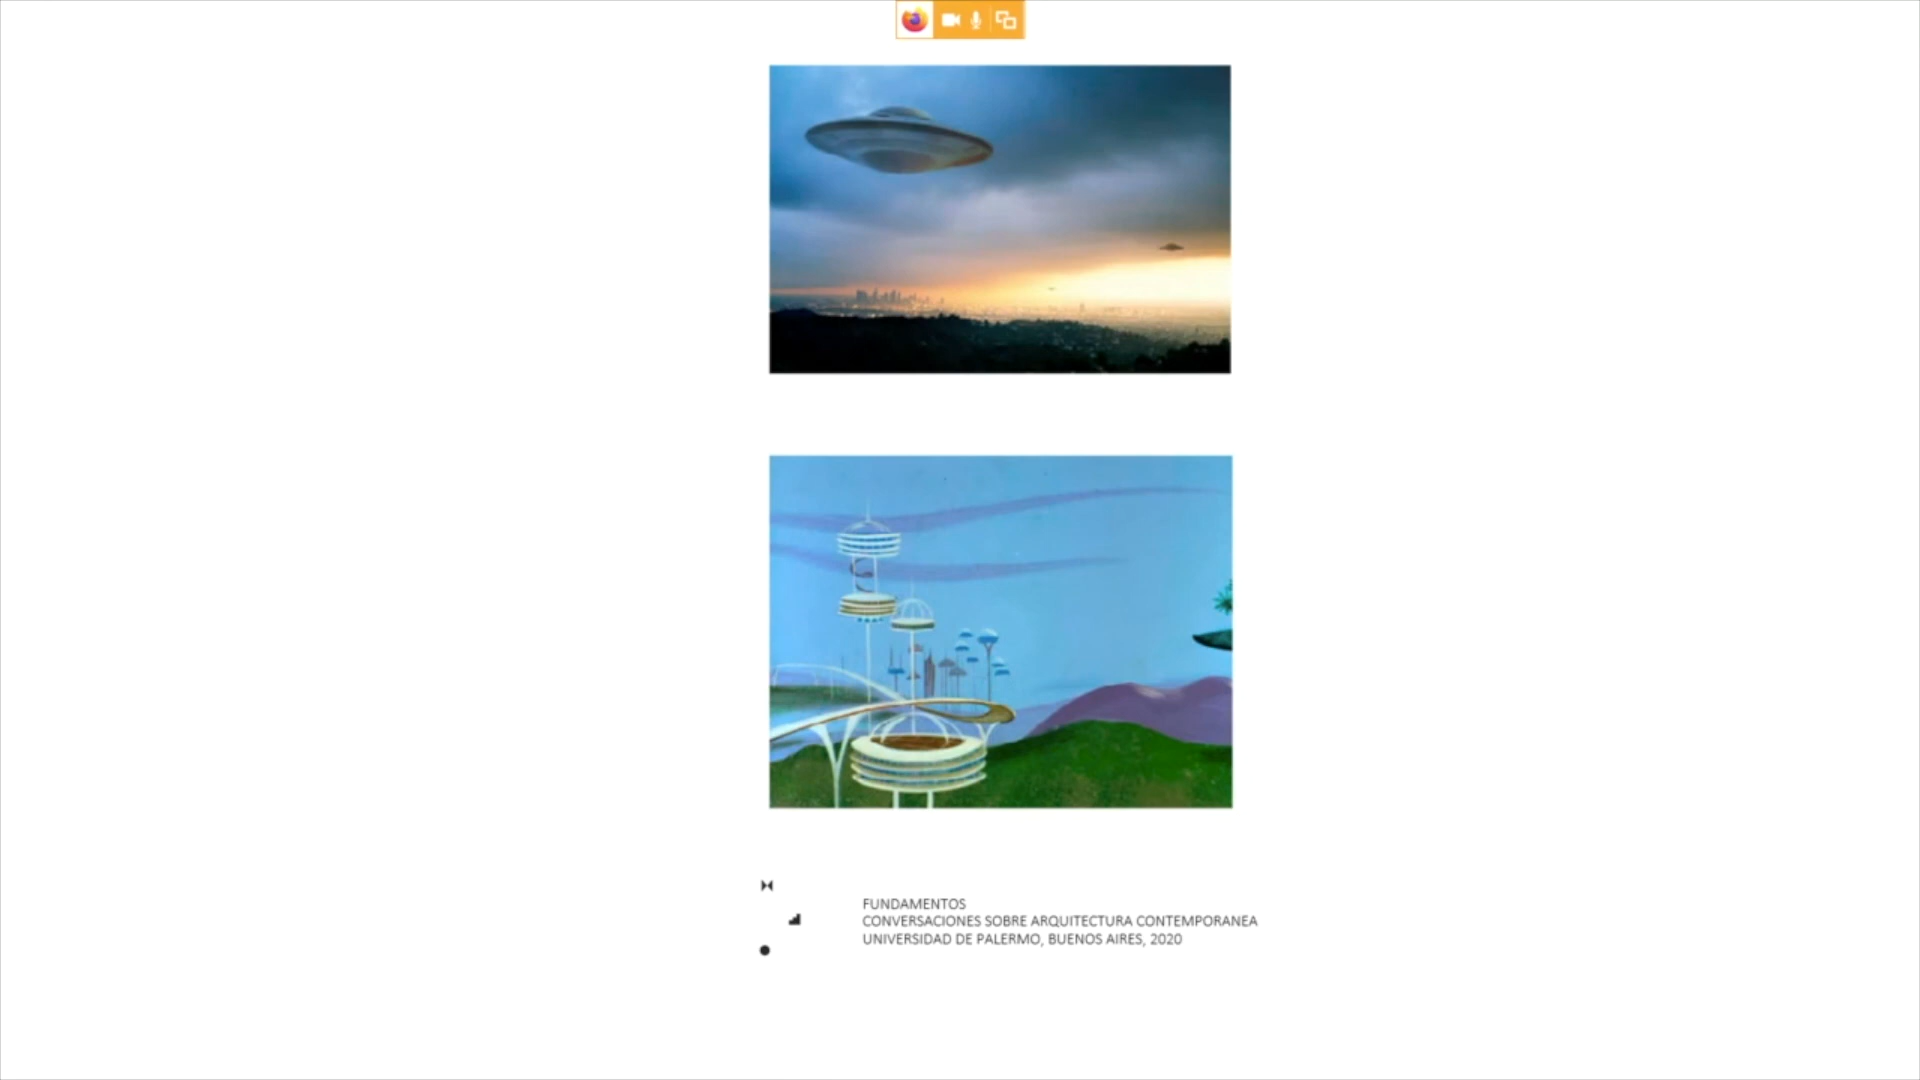 FUNDAMENTOS
CONVERSACIONES SOBRE ARQUITECTURA CONTEMPORANEA
UNIVERSIDAD DE PALERMO, BUENOS AIRES, 2020